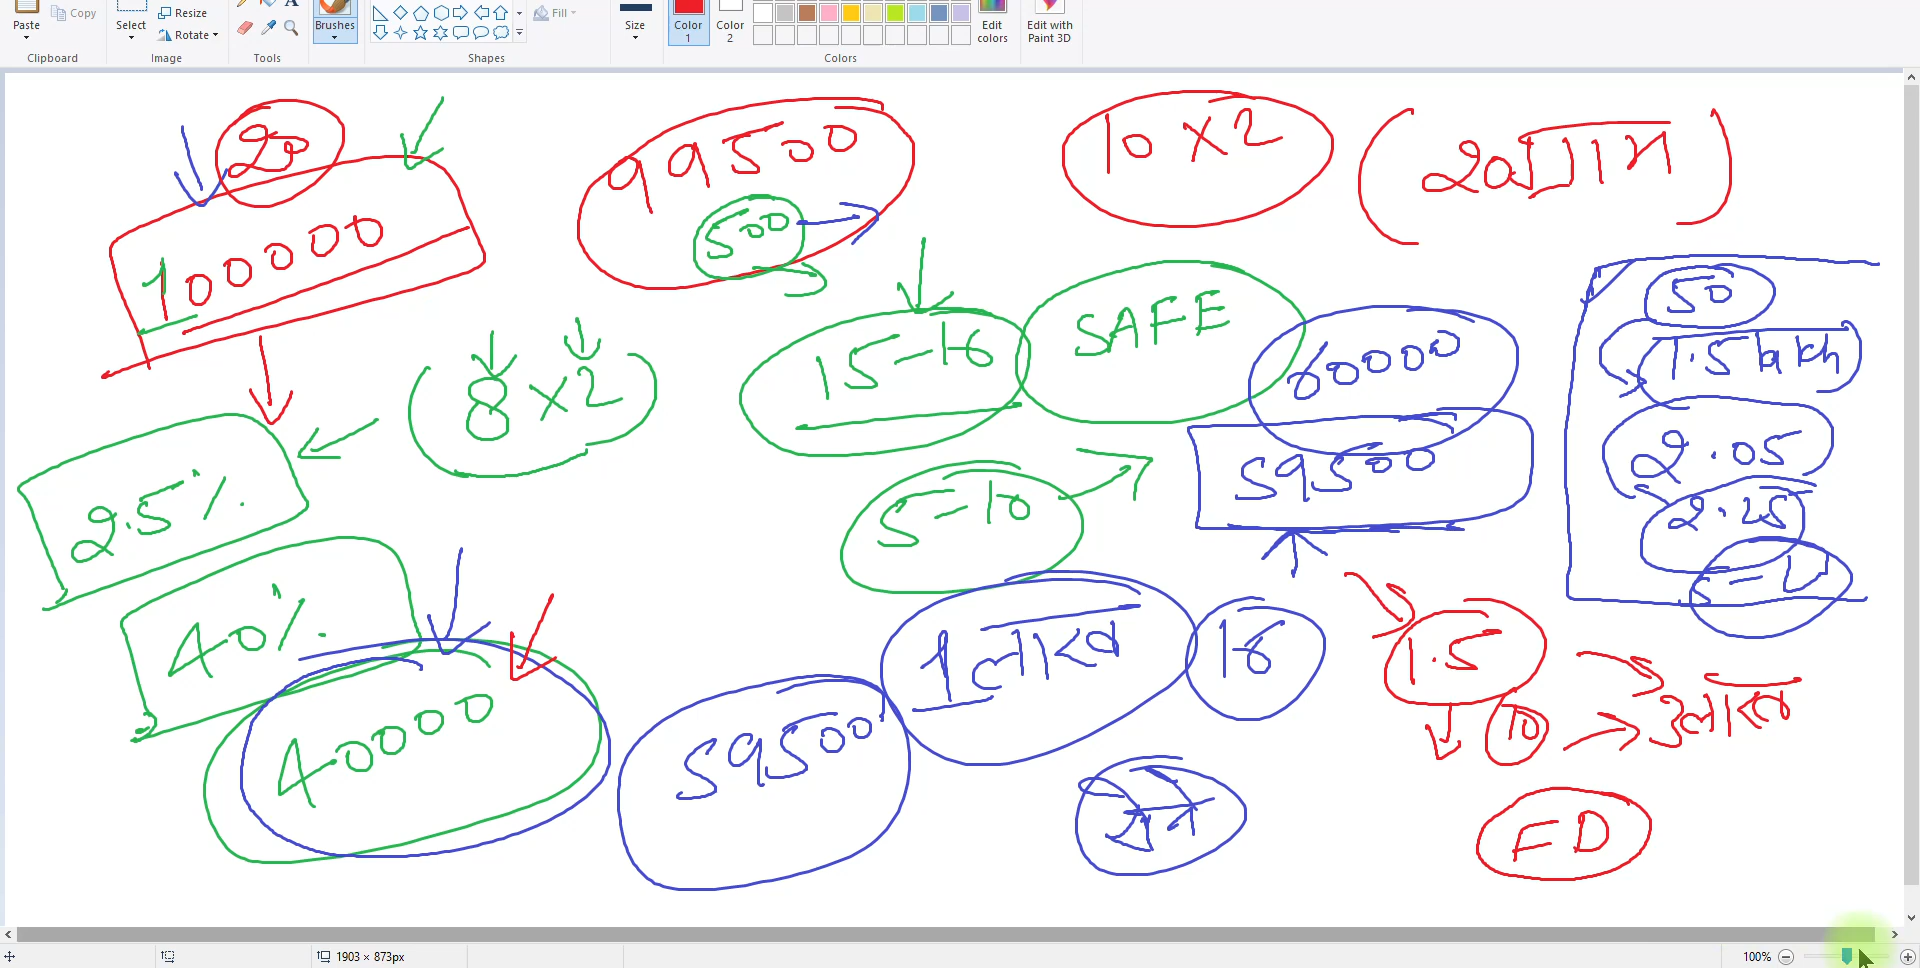 Paste
Copy
Select
Resize
Rotate
Brushes
Fill
Size
Color 1
Color 2
Edit colors
Edit with Paint 3D
Clipboard
Image
Tools
Shapes
Colors
20
99500
10 x 2
100000
500
50
15-16
SAFE
60000
1.5 lakh
8 x 2
2.05
59500
2.5%
5-10
2.25
40%
1 लाख
16
1.5
3 लाख
40000
59500
10
FD
1903 × 873px
100%